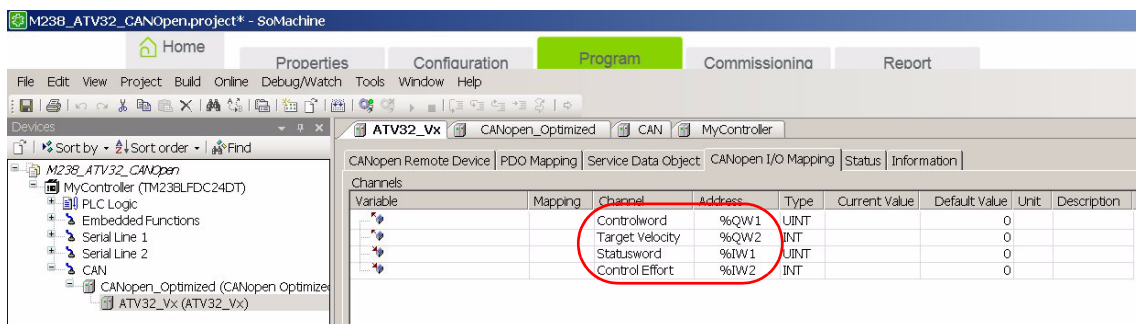 M238_ATV32_CANOpen.project* - SoMachine
Home
Properties Configuration Program Commissioning Report
File Edit View Project Build Online Debug/Watch Tools Window Help
Devices
ATV32_Vx CANopen_Optimized CAN MyController
Sort by Sort order Find
CANopen Remote Device PDO Mapping Service Data Object CANopen I/O Mapping Status Information
M238_ATV32_CANOpen
MyController (TM238LFDC24DT)
PLC Logic
Embedded Functions
Serial Line 1
Serial Line 2
CAN
CANopen_Optimized (CANopen Optimize
ATV32_Vx (ATV32_Vx)
Channels
Variable Mapping Channel Address Type Current Value Default Value Unit Description
Controlword %QW1 UINT 0
Target Velocity %QW2 INT 0
Statusword %IW1 UINT 0
Control Effort %IW2 INT 0